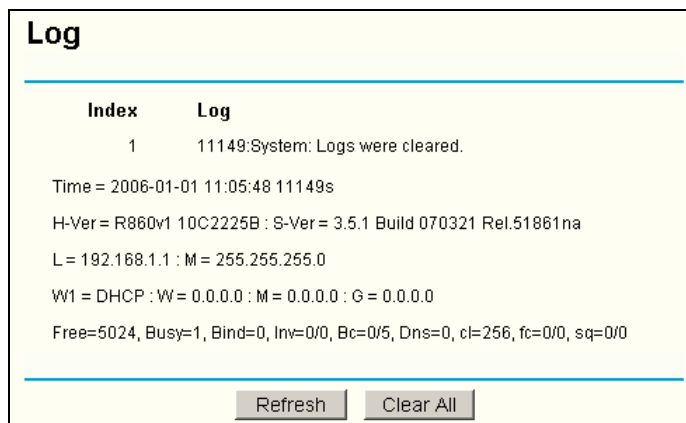 Log
Index Log
1 11149:System: Logs were cleared.
Time = 2006-01-01 11:05:48 11149s
H-Ver = R860v1 10C2225B : S-Ver = 3.5.1 Build 070321 Rel.51861na
L = 192.168.1.1 : M = 255.255.255.0
W1 = DHCP : W = 0.0.0.0 : M = 0.0.0.0 : G = 0.0.0.0
Free=5024, Busy=1, Bind=0, Inv=0/0, Bc=0/5, Dns=0, cl=256, fc=0/0, sq=0/0
Refresh Clear All